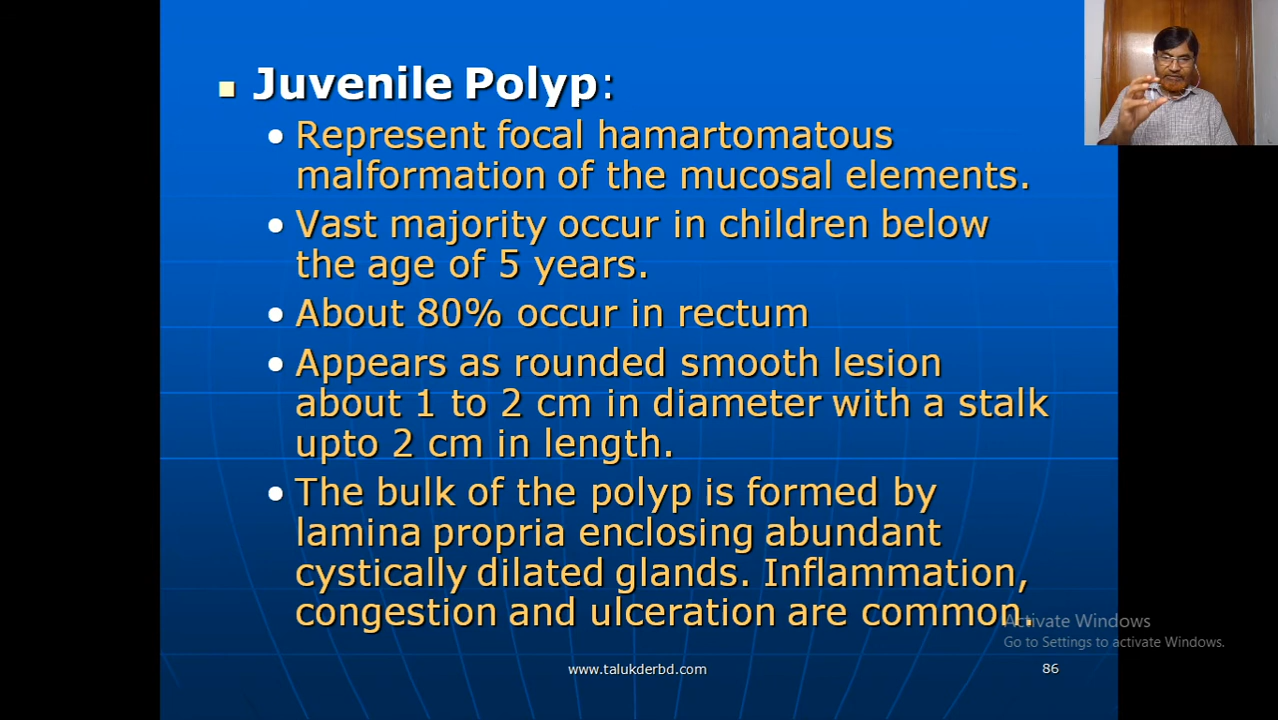 Juvenile Polyp:
Represent focal hamartomatous
malformation of the mucosal elements.
Vast majority occur in children below
the age of 5 years.
About 80% occur in rectum
Appears as rounded smooth lesion
about 1 to 2 cm in diameter with a stalk
upto 2 cm in length.
The bulk of the polyp is formed by
lamina propria enclosing abundant
cystically dilated glands. Inflammation,
congestion and ulceration are common.
Activate Windows
Go to Settings to activate Windows.
www.talukderbd.com
86